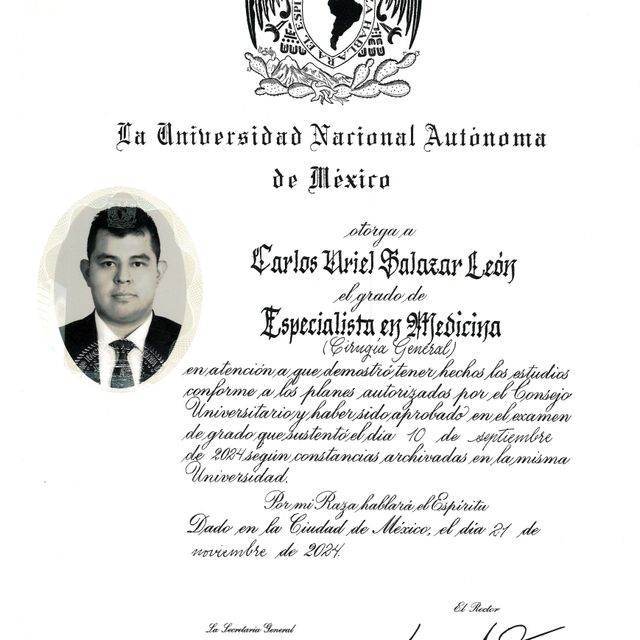 HABLARA EL ESPI
La Universidad Nacional Autónoma
de México
otorga a
Carlos Uriel Salazar León
el grado de
Especialista en Medicina
(Cirugía General)
en atención a que demostró tener hechos los estudios
conforme a los planes autorizados por el Consejo
Universitario y haber sido aprobado en el examen
de grado que sustentó el día 10 de septiembre
de 2024 según constancias archivadas en la misma
Universidad.
Por mi Raza hablará el Espíritu
Dado en la Ciudad de México, el día 21 de
noviembre de 2024.
El Rector
La Secretaria General